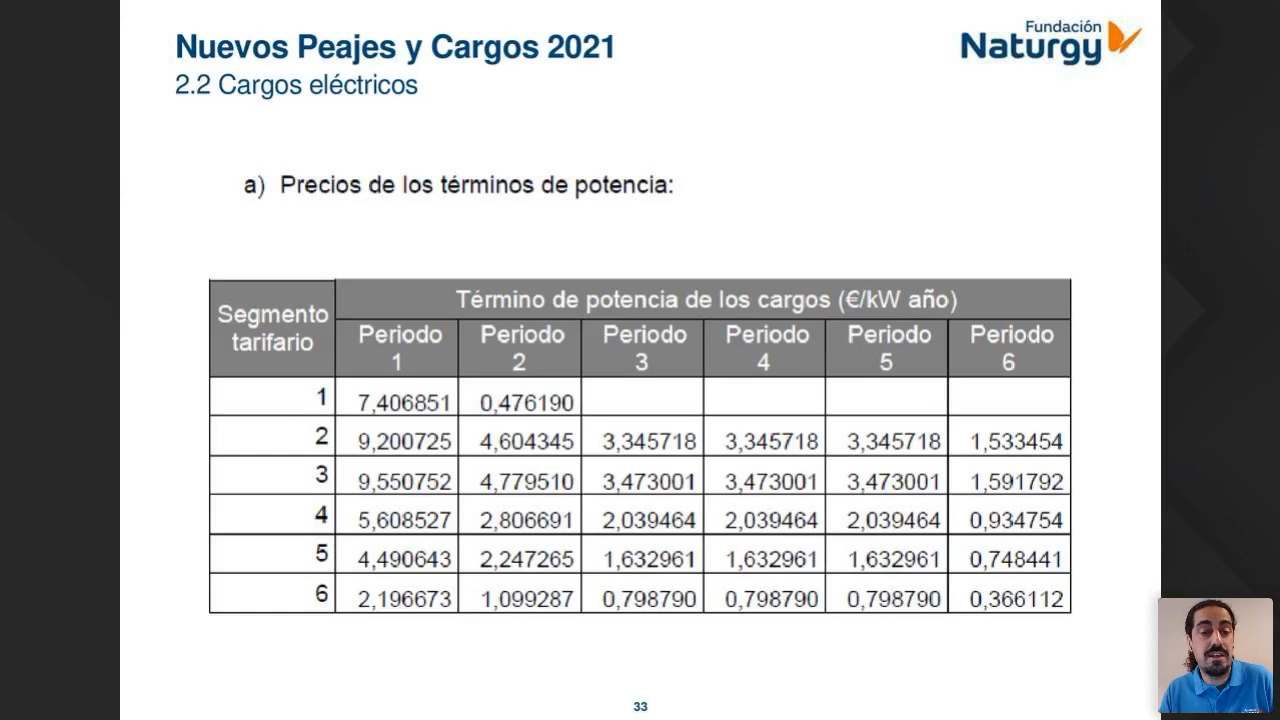 Nuevos Peajes y Cargos 2021
2.2 Cargos eléctricos
Fundación
Naturgy
a) Precios de los términos de potencia:
Segmento tarifario
Término de potencia de los cargos (€/kW año)
Periodo 1 Periodo 2 Periodo 3 Periodo 4 Periodo 5 Periodo 6
1 7,406851 0,476190
2 9,200725 4,604345 3,345718 3,345718 3,345718 1,533454
3 9,550752 4,779510 3,473001 3,473001 3,473001 1,591792
4 5,608527 2,806691 2,039464 2,039464 2,039464 0,934754
5 4,490643 2,247265 1,632961 1,632961 1,632961 0,748441
6 2,196673 1,099287 0,798790 0,798790 0,798790 0,366112
33